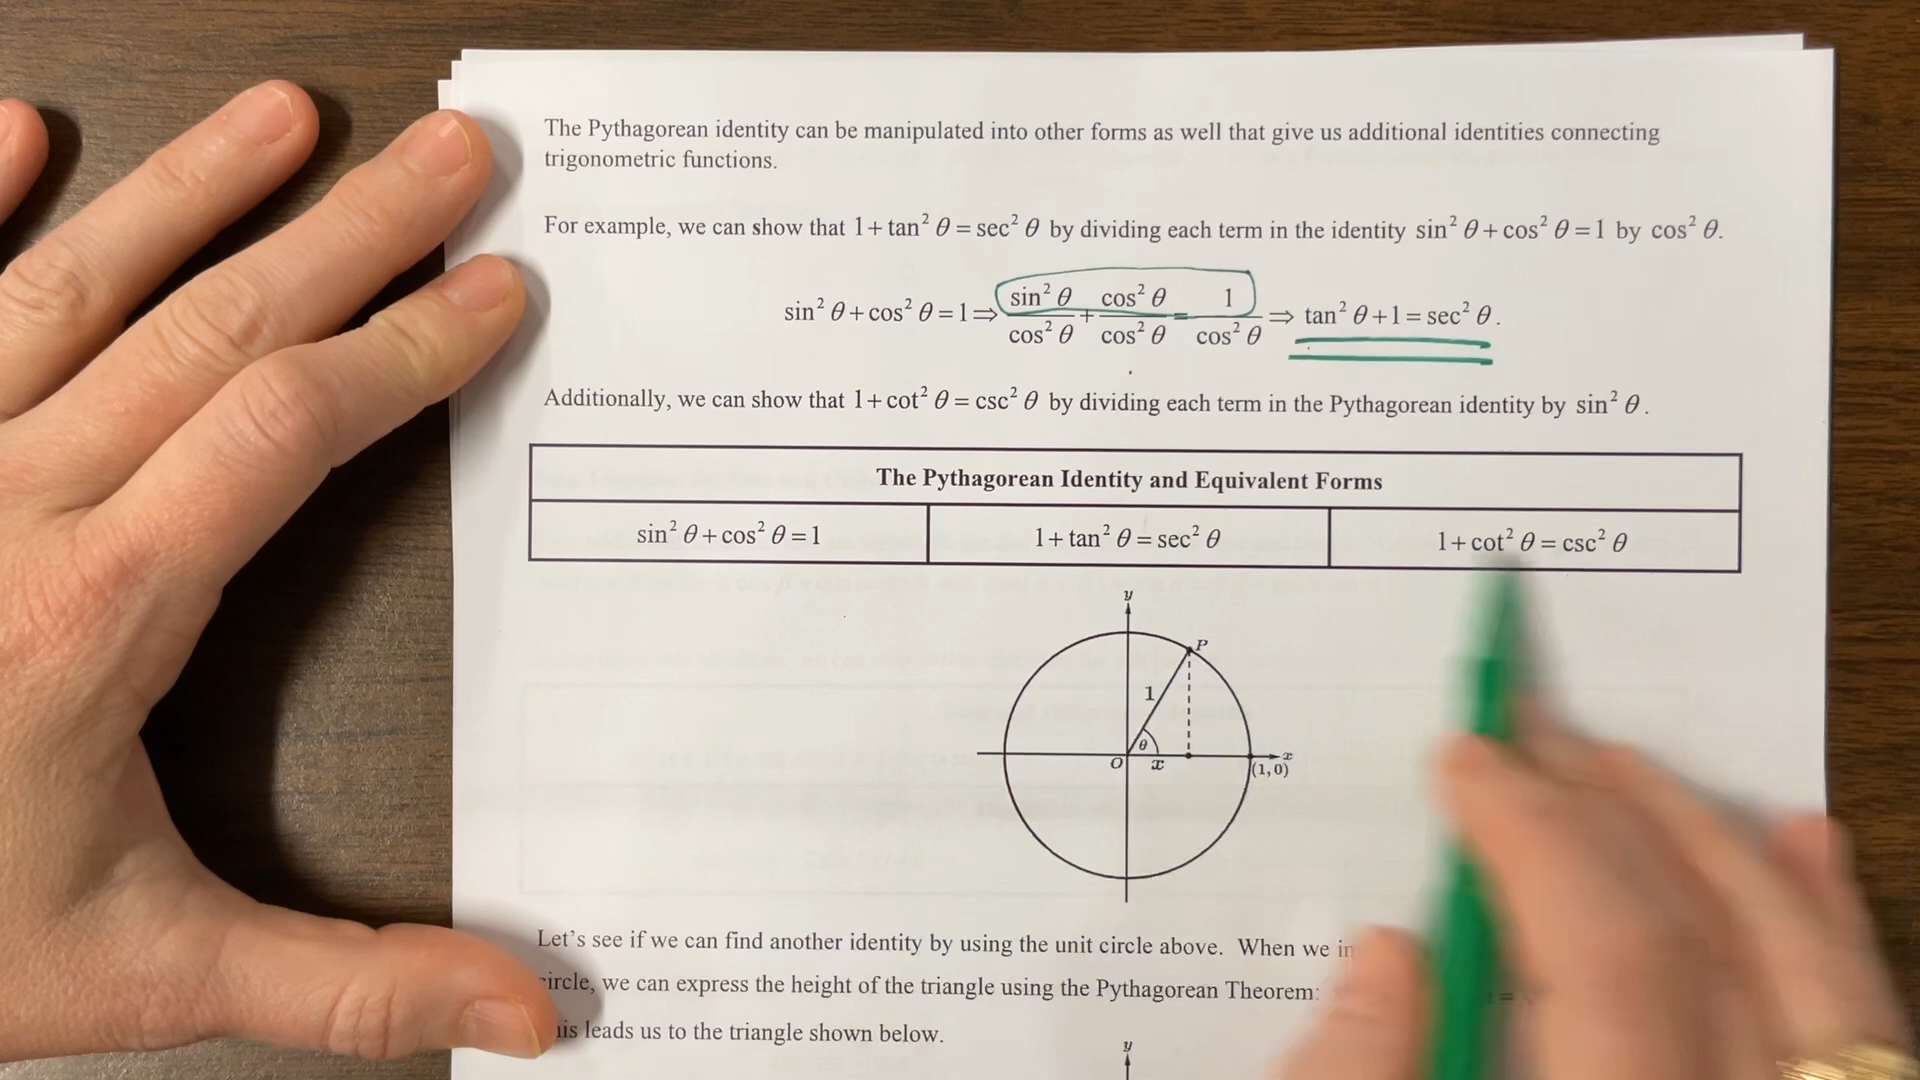 The Pythagorean identity can be manipulated into other forms as well that give us additional identities connecting
trigonometric functions.
For example, we can show that 1 + tan² θ = sec² θ by dividing each term in the identity sin² θ + cos² θ = 1 by cos² θ.
sin² θ + cos² θ = 1 ⇒ sin² θ/cos² θ + cos² θ/cos² θ = 1/cos² θ ⇒ tan² θ + 1 = sec² θ.
Additionally, we can show that 1 + cot² θ = csc² θ by dividing each term in the Pythagorean identity by sin² θ.
The Pythagorean Identity and Equivalent Forms
sin² θ + cos² θ = 1
1 + tan² θ = sec² θ
1 + cot² θ = csc² θ
y
P
1
θ
O x
x
(1,0)
Let's see if we can find another identity by using the unit circle above. When we
circle, we can express the height of the triangle using the Pythagorean Theorem:
leads us to the triangle shown below.
y